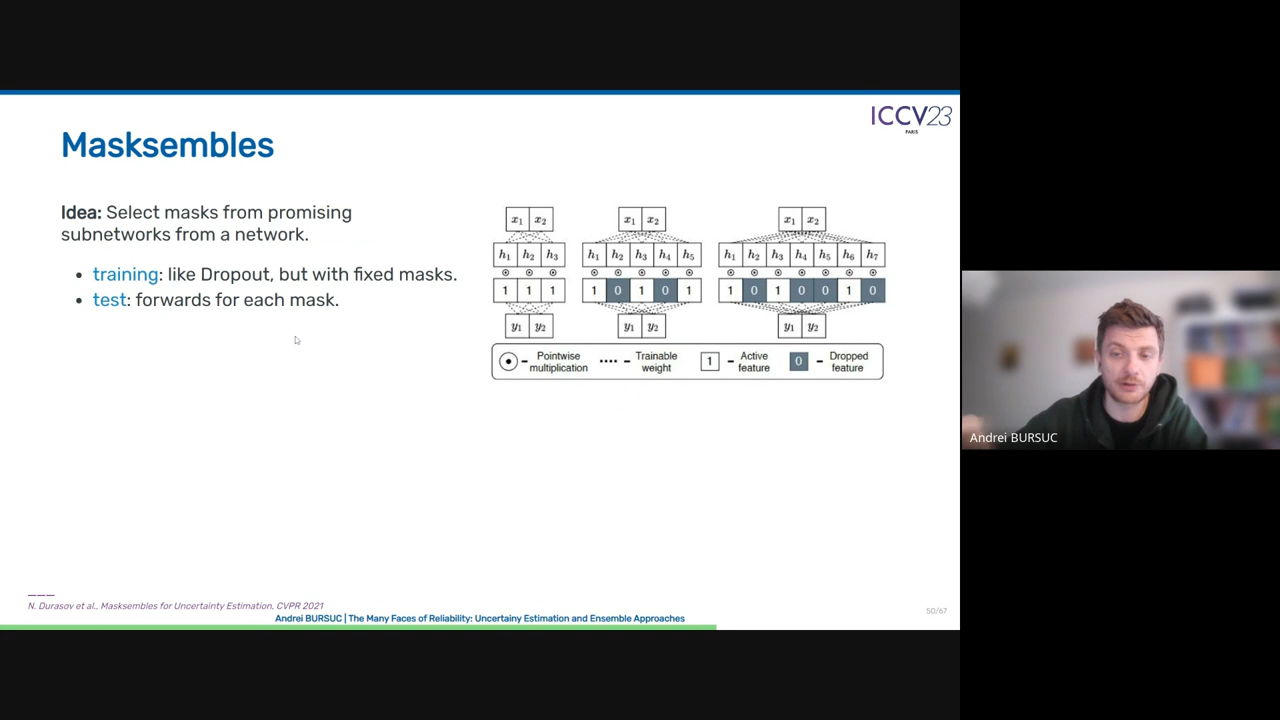 ICCV23
PARIS
Masksembles
Idea: Select masks from promising
subnetworks from a network.
• training: like Dropout, but with fixed masks.
• test: forwards for each mask.
x1 x2 x1 x2 x1 x2
h1 h2 h3 h1 h2 h3 h4 h5 h1 h2 h3 h4 h5 h6 h7
1 1 1 1 0 1 0 1 1 0 1 0 0 1 0
y1 y2 y1 y2 y1 y2
Pointwise multiplication
Trainable weight
1 – Active feature
0 – Dropped feature
N. Durasov et al., Masksembles for Uncertainty Estimation, CVPR 2021
Andrei BURSUC | The Many Faces of Reliability: Uncertainy Estimation and Ensemble Approaches
50/67
Andrei BURSUC